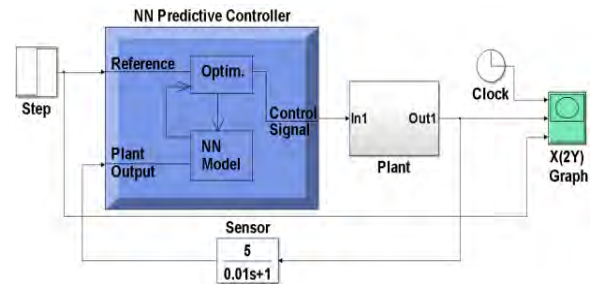 NN Predictive Controller
Reference
Optim.
Control
Signal
NN
Model
Plant
Output
Step
In1
Out1
Plant
Clock
X(2Y)
Graph
Sensor
5
0.01s+1